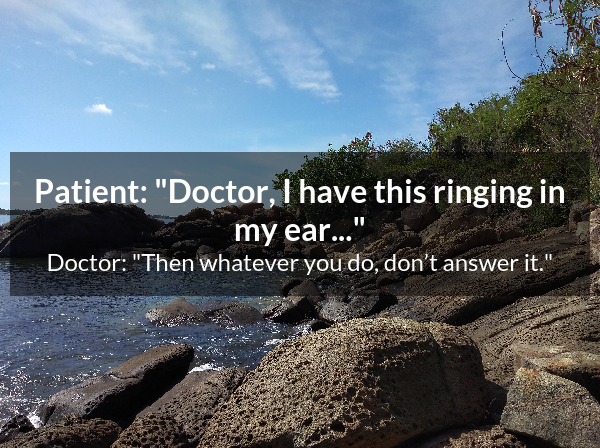 Patient: "Doctor, I have this ringing in
my ear..."
Doctor: "Then whatever you do, don’t answer it."